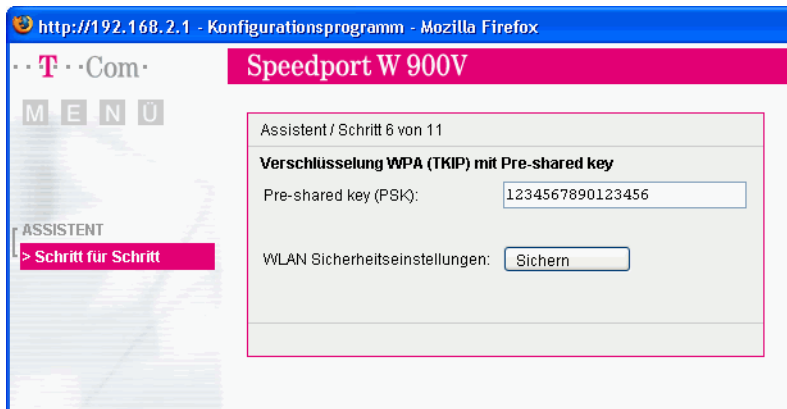 http://192.168.2.1 - Konfigurationsprogramm - Mozilla Firefox
··T··Com·
Speedport W 900V
MENÜ
Assistent / Schritt 6 von 11
Verschlüsselung WPA (TKIP) mit Pre-shared key
Pre-shared key (PSK): 1234567890123456
ASSISTENT
> Schritt für Schritt
WLAN Sicherheitseinstellungen: Sichern